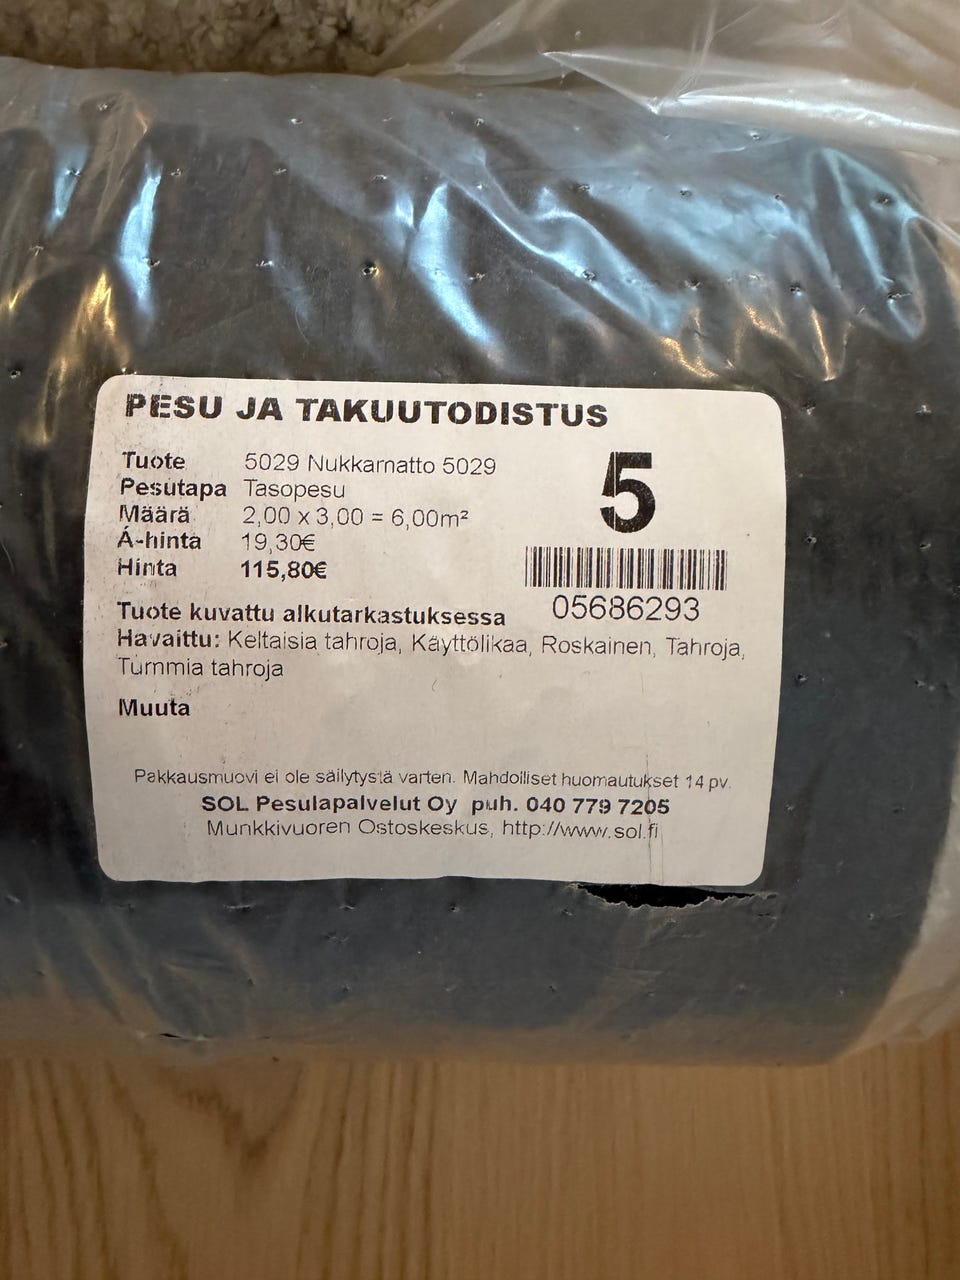 PESU JA TAKUUTODISTUS
Tuote 5029 Nukkamatto 5029
Pesutapa Tasopesu
Määrä 2,00 x 3,00 = 6,00m²
Á-hinta 19,30€
Hinta 115,80€
5
05686293
Tuote kuvattu alkutarkastuksessa
Havaittu: Keltaisia tahroja, Käyttölikaa, Roskainen, Tahroja,
Tummia tahroja
Muuta
Pakkausmuovi ei ole säilytystä varten. Mahdolliset huomautukset 14 pv.
SOL Pesulapalvelut Oy puh. 040 779 7205
Munkkivuoren Ostoskeskus, http://www.sol.fi